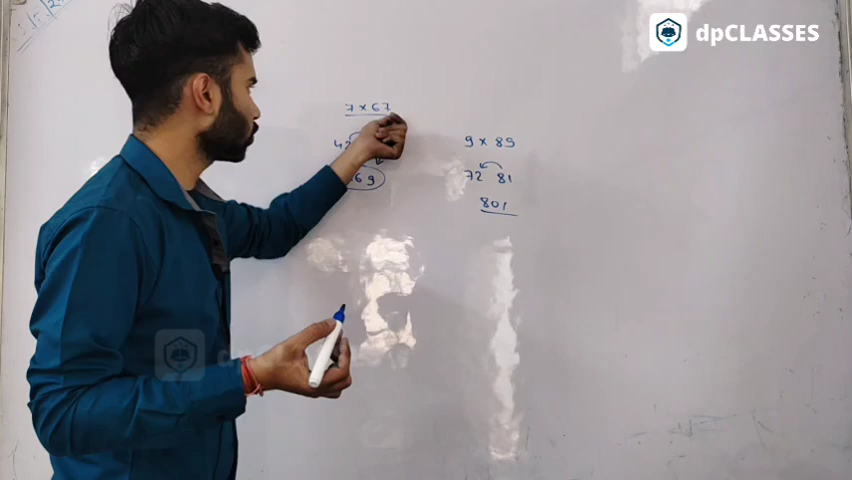 dpCLASSES
7 × 67
42
69
9 × 89
72 81
801